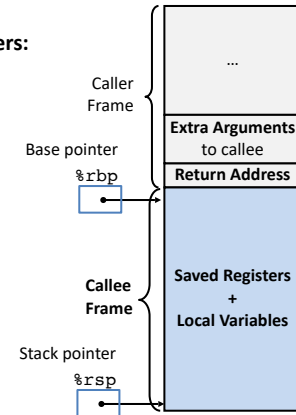 ers:
...
Caller
Frame
Extra Arguments
to callee
Base pointer
Return Address
%rbp
Callee
Frame
Saved Registers
+
Local Variables
Stack pointer
%rsp